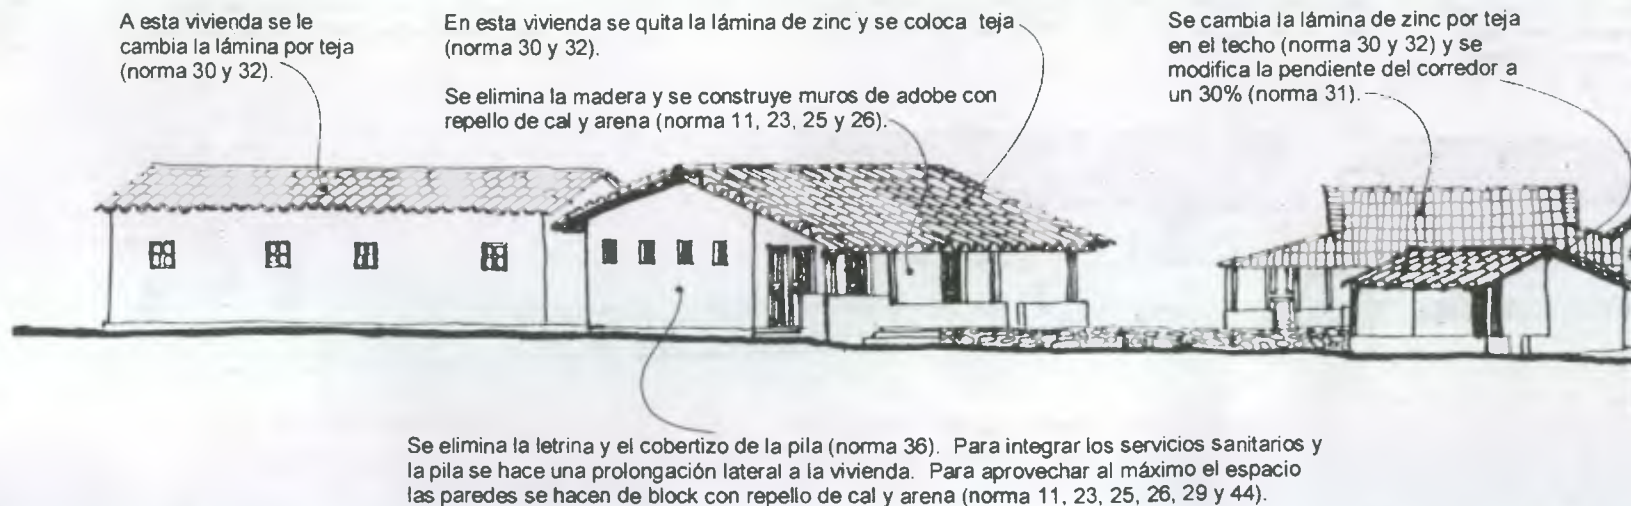 A esta vivienda se le
cambia la lámina por teja
(norma 30 y 32).
En esta vivienda se quita la lámina de zinc y se coloca teja
(norma 30 y 32).
Se elimina la madera y se construye muros de adobe con
repello de cal y arena (norma 11, 23, 25 y 26).
Se cambia la lámina de zinc por teja
en el techo (norma 30 y 32) y se
modifica la pendiente del corredor a
un 30% (norma 31).
Se elimina la letrina y el cobertizo de la pila (norma 36). Para integrar los servicios sanitarios y
la pila se hace una prolongación lateral a la vivienda. Para aprovechar al máximo el espacio
las paredes se hacen de block con repello de cal y arena (norma 11, 23, 25, 26, 29 y 44).